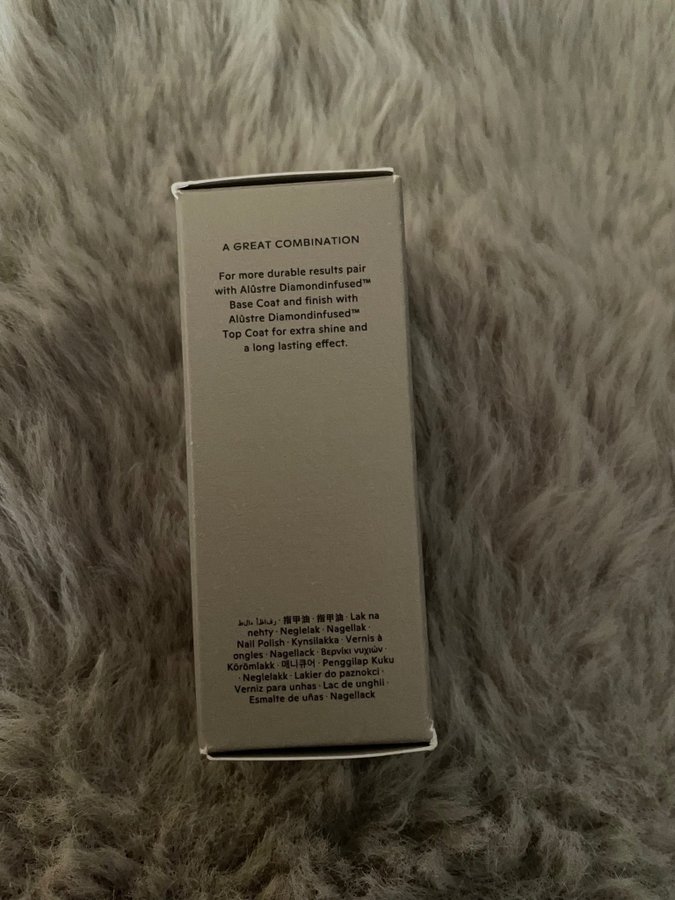 A GREAT COMBINATION
For more durable results pair
with Alûstre Diamondinfused™
Base Coat and finish with
Alûstre Diamondinfused™
Top Coat for extra shine and
a long lasting effect.
طلاء أظافر · 指甲油 · 指甲油 · Lak na
nehty · Neglelak · Nagellak ·
Nail Polish · Kynsilakka · Vernis à
ongles · Nagellack · Βερνίκι νυχιών ·
Körömlakk · 매니큐어 · Penggilap Kuku
· Neglelakk · Lakier do paznokci ·
Verniz para unhas · Lac de unghii ·
Esmalte de uñas · Nagellack